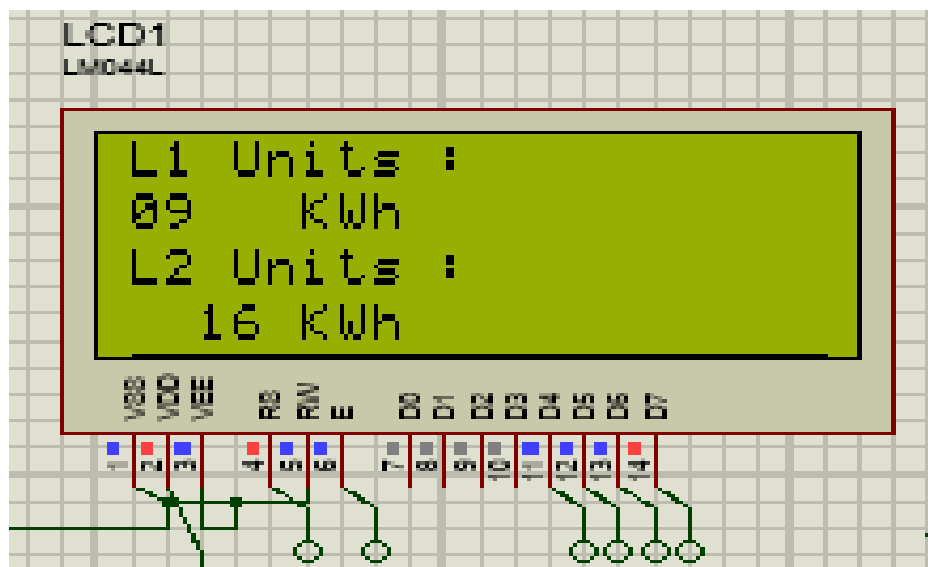 LCD1
LM044L
L1 Units :
09 KWh
L2 Units :
16 KWh
VSS VDD VEE RS RW E D0 D1 D2 D3 D4 D5 D6 D7
1 2 3 4 5 6 7 8 9 10 11 12 13 14